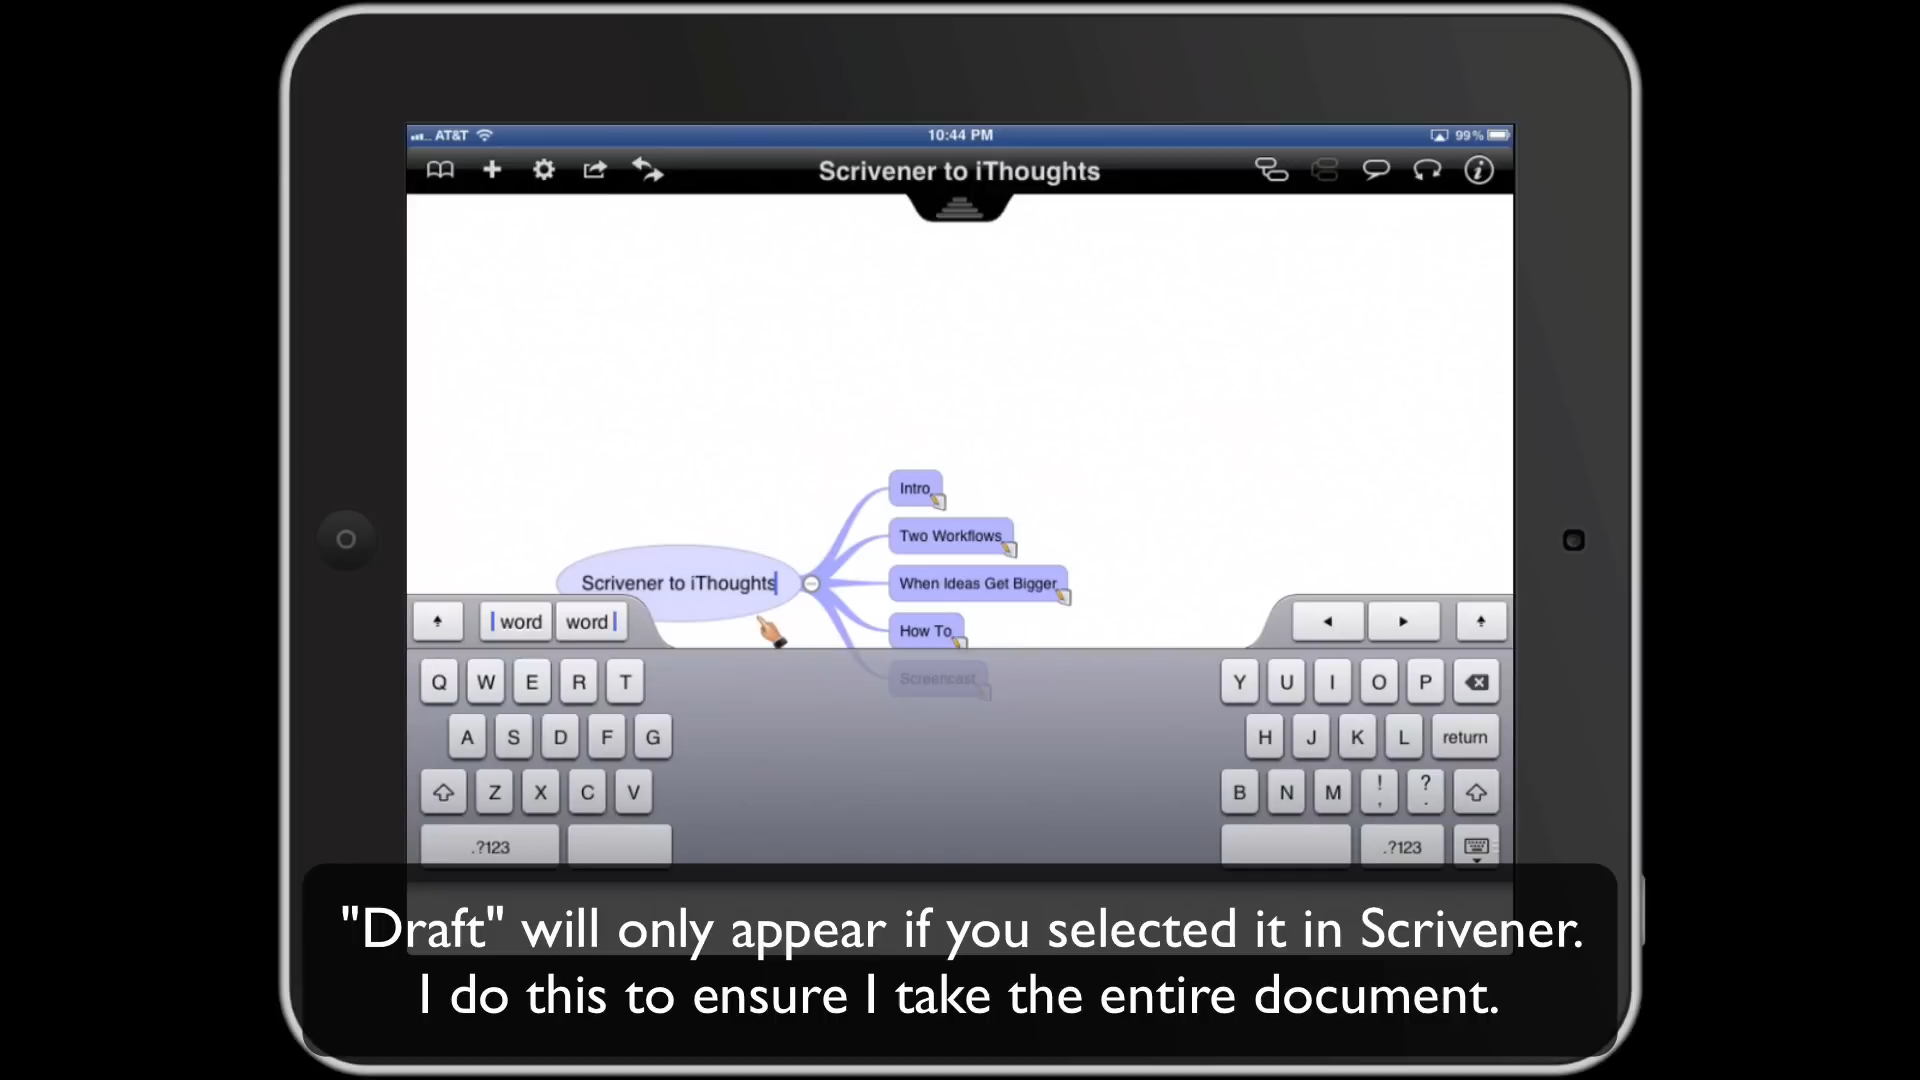 AT&T
10:44 PM
99%
Scrivener to iThoughts
Intro
Two Workflows
Scrivener to iThoughts
When Ideas Get Bigger
How To
Screencast
word word
Q W E R T Y U I O P
A S D F G H J K L return
Z X C V B N M ! , ? .
.?123 .?123
"Draft" will only appear if you selected it in Scrivener.
I do this to ensure I take the entire document.